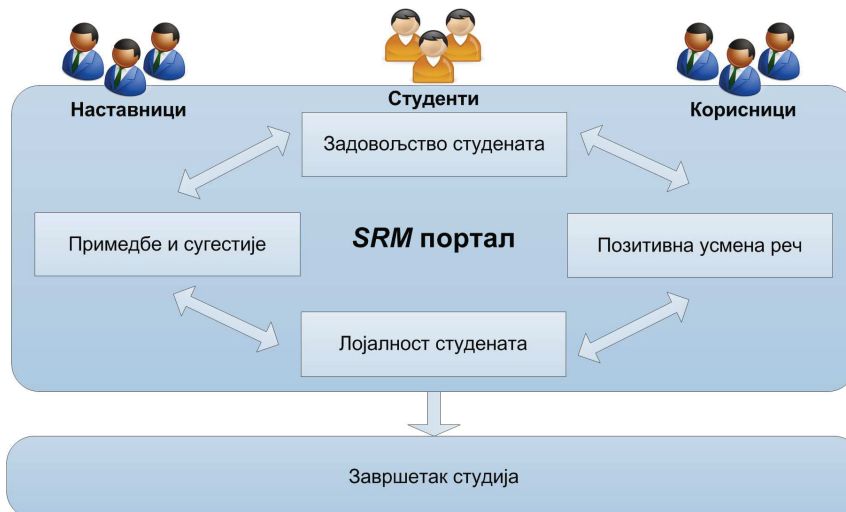 Наставници
Студенти
Корисници
Задовољство студената
Примедбе и сугестије
SRM портал
Позитивна усмена реч
Лојалност студената
Завршетак студија